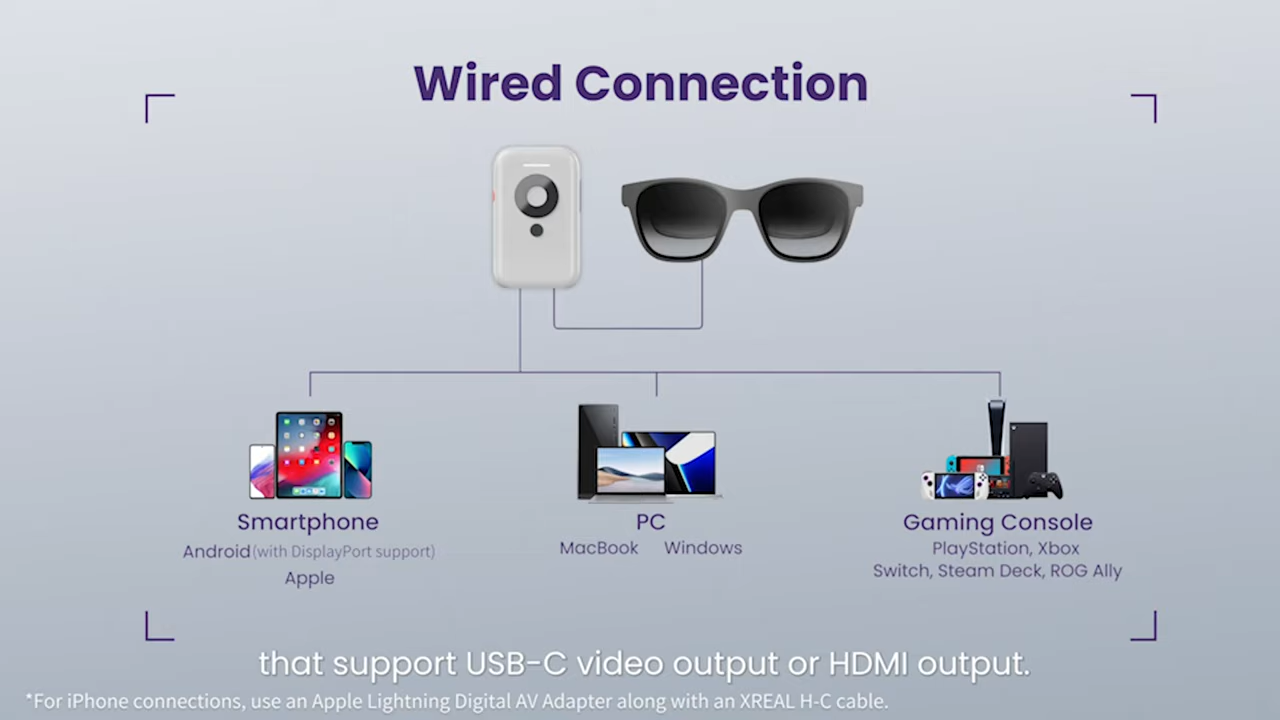 Wired Connection
Smartphone
Android (with DisplayPort support)
Apple
PC
MacBook Windows
Gaming Console
PlayStation, Xbox
Switch, Steam Deck, ROG Ally
that support USB-C video output or HDMI output.
*For iPhone connections, use an Apple Lightning Digital AV Adapter along with an XREAL H-C cable.